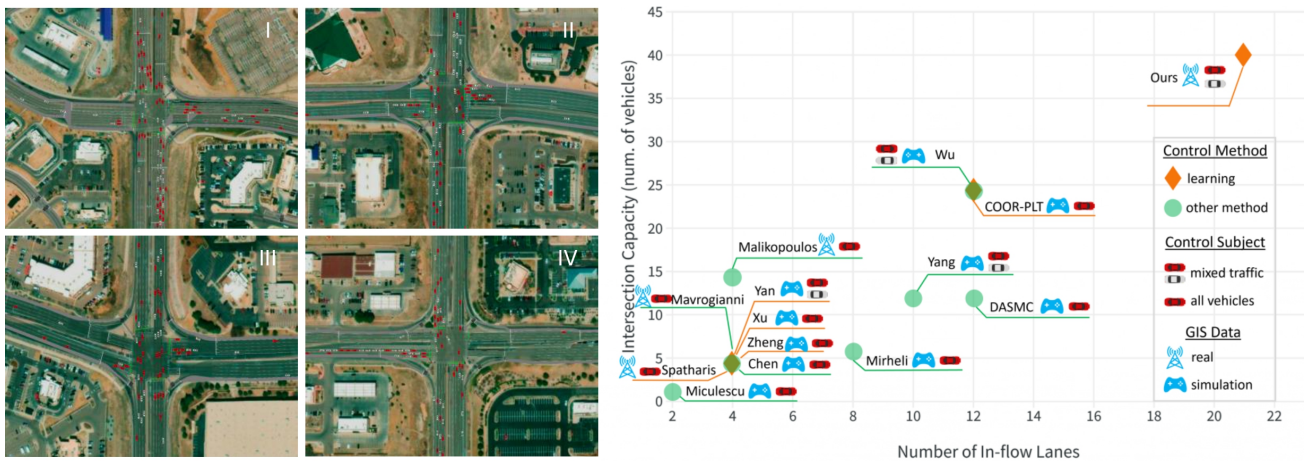 I
II
III
IV
Intersection Capacity (num. of vehicles)
45
40
35
30
25
20
15
10
5
0
2
4
6
8
10
12
14
16
18
20
22
Number of In-flow Lanes
Ours
Wu
COOR-PLT
Malikopoulos
Yang
Yan
Mavrogianni
DASMC
Xu
Zheng
Mirheli
Chen
Spatharis
Miculescu
Control Method
learning
other method
Control Subject
mixed traffic
all vehicles
GIS Data
real
simulation